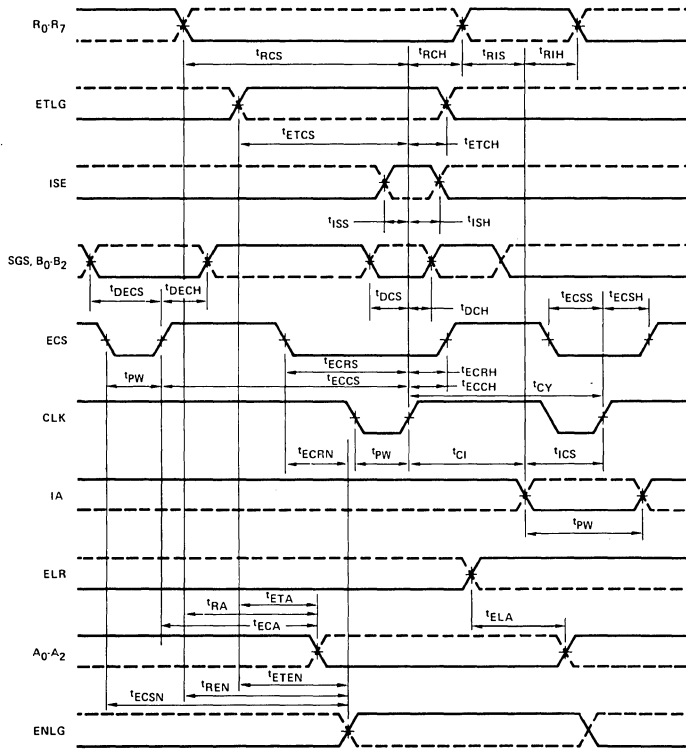 R0-R7
tRCS
tRCH
tRIS
tRIH
ETLG
tETCS
tETCH
ISE
tISS
tISH
SGS, B0-B2
tDECS
tDECH
tDCS
tDCH
tECSS
tECSH
ECS
tECRS
tECRH
tPW
tECCS
tECCH
tCY
CLK
tECRN
tPW
tCI
tICS
IA
tPW
ELR
tETA
tRA
tELA
tECA
A0-A2
tETEN
tREN
tECSN
ENLG